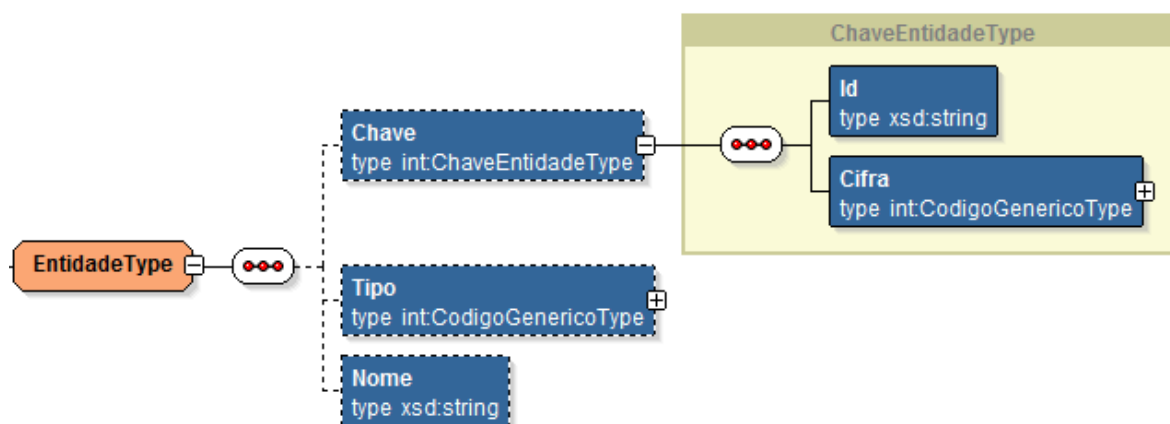 ChaveEntidadeType
Id
type xsd:string
Chave
type int:ChaveEntidadeType
Cifra
type int:CodigoGenericoType
EntidadeType
Tipo
type int:CodigoGenericoType
Nome
type xsd:string